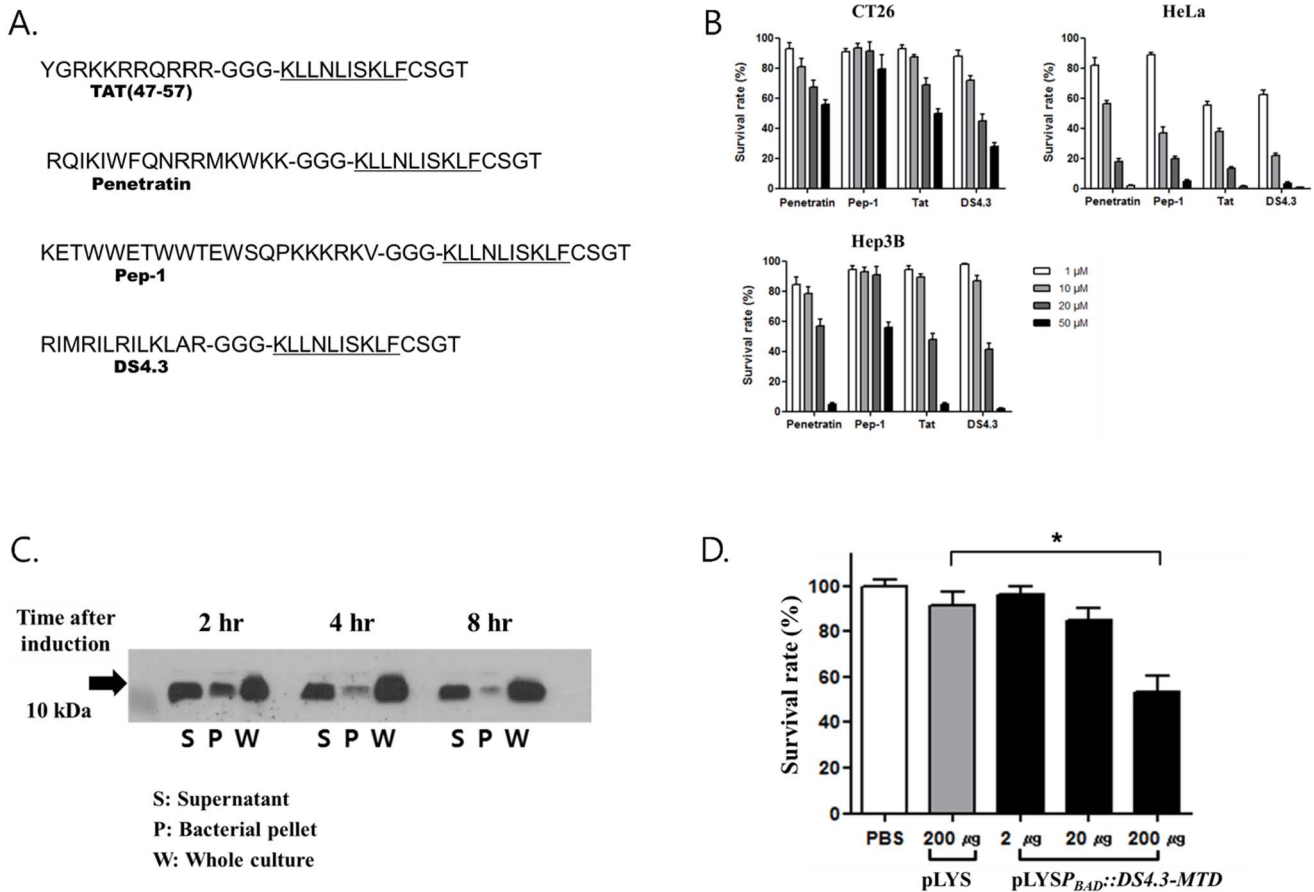 A.
YGRKKRRQRRR-GGG-KLLNLISKLFCSGT
TAT(47-57)
RQIKIWFQNRRMKWKK-GGG-KLLNLISKLFCSGT
Penetratin
KETWWETWWTEWSQPKKKRKV-GGG-KLLNLISKLFCSGT
Pep-1
RIMRILRILKLAR-GGG-KLLNLISKLFCSGT
DS4.3
B
CT26
Survival rate (%)
100
80
60
40
20
0
Penetratin Pep-1 Tat DS4.3
HeLa
Survival rate (%)
100
80
60
40
20
0
Penetratin Pep-1 Tat DS4.3
Hep3B
Survival rate (%)
100
80
60
40
20
0
Penetratin Pep-1 Tat DS4.3
1 µM
10 µM
20 µM
50 µM
C.
Time after
induction
2 hr 4 hr 8 hr
10 kDa
S P W S P W S P W
S: Supernatant
P: Bacterial pellet
W: Whole culture
D.
*
Survival rate (%)
100
80
60
40
20
0
PBS 200 µg 2 µg 20 µg 200 µg
pLYS pLYSP_BAD::DS4.3-MTD